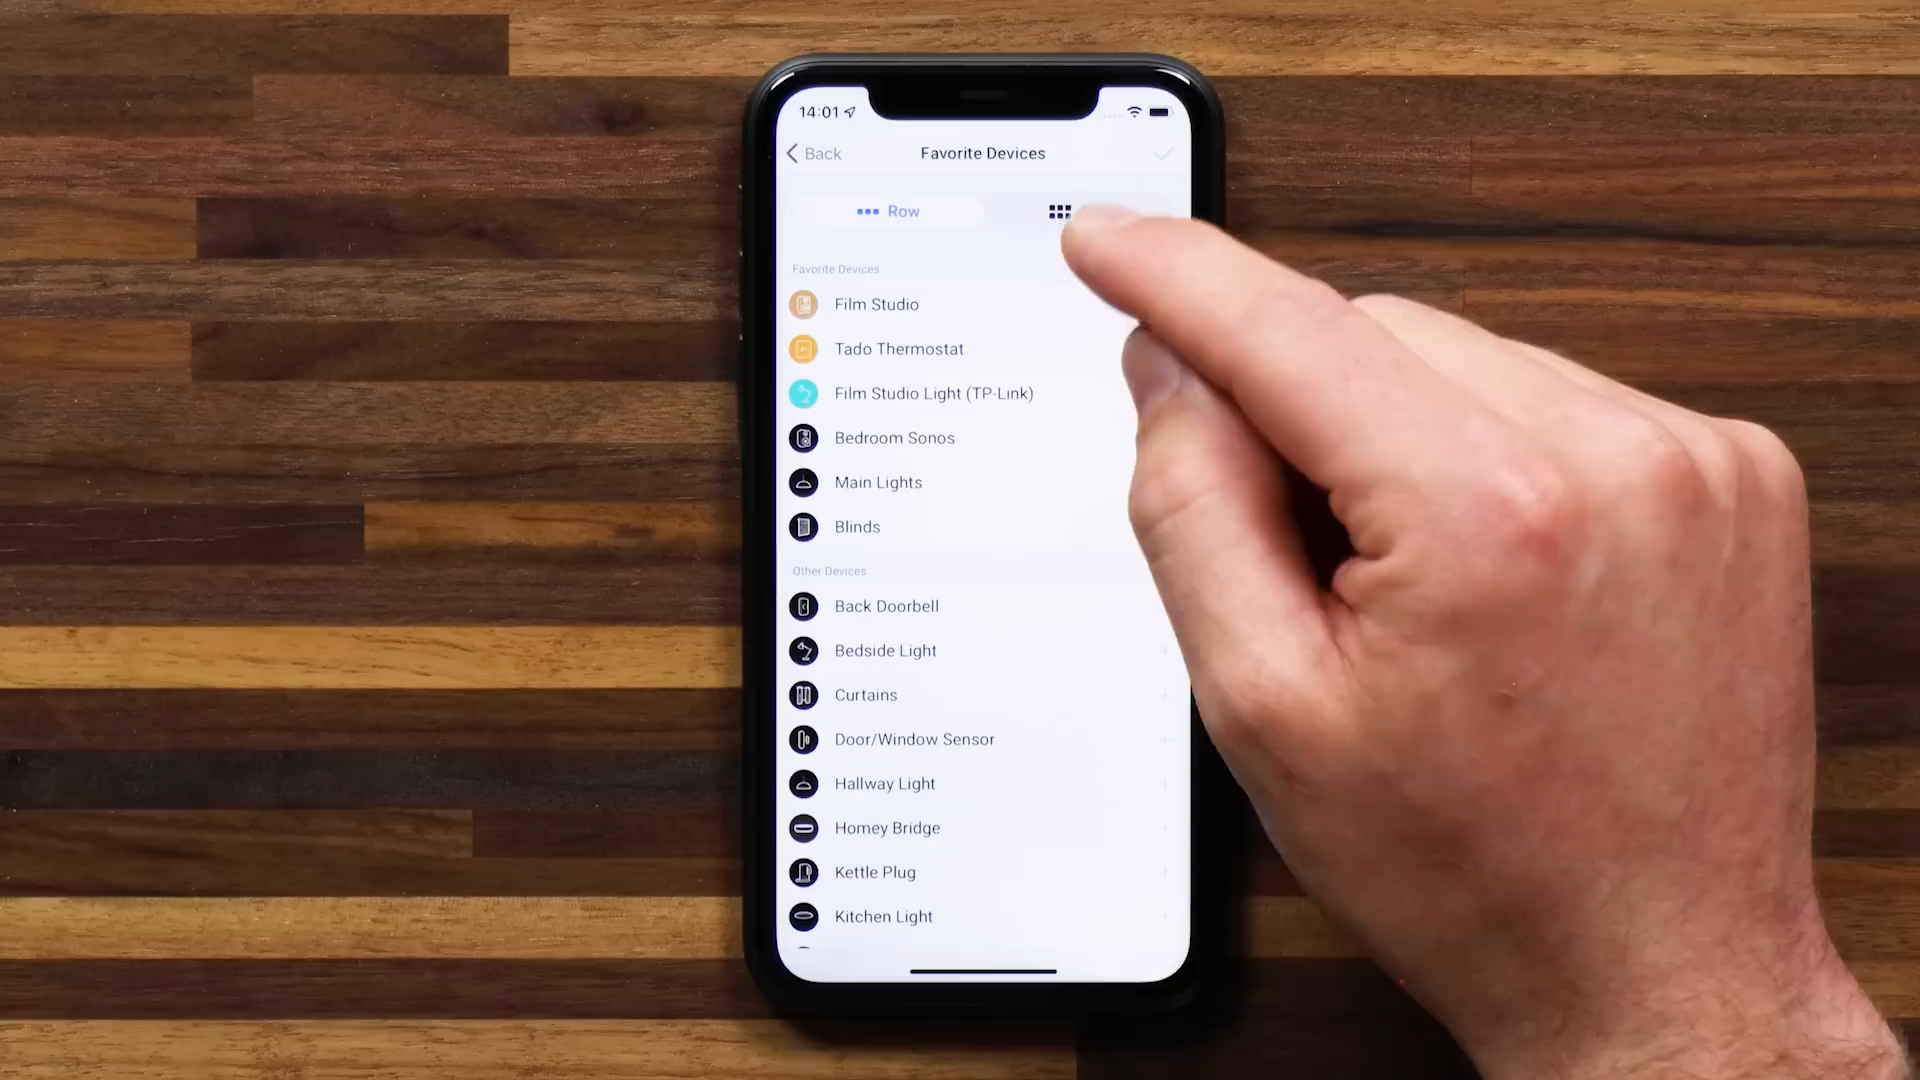 14:01
Back
Favorite Devices
Row
Favorite Devices
Film Studio
Tado Thermostat
Film Studio Light (TP-Link)
Bedroom Sonos
Main Lights
Blinds
Other Devices
Back Doorbell
Bedside Light
Curtains
Door/Window Sensor
Hallway Light
Homey Bridge
Kettle Plug
Kitchen Light